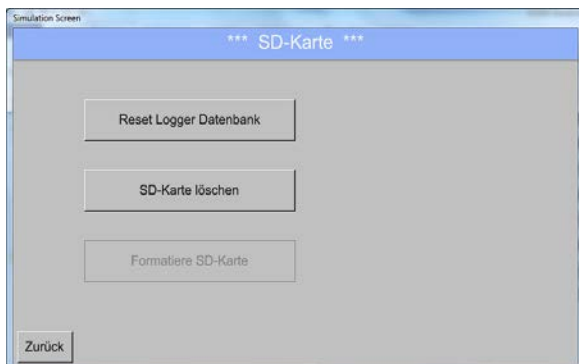 Simulation Screen
*** SD-Karte ***
Reset Logger Datenbank
SD-Karte löschen
Formatiere SD-Karte
Zurück